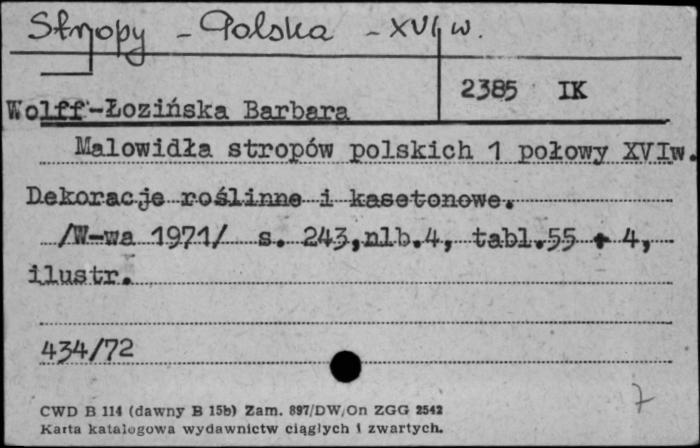 Stropy - Polska - XVI w.
2385 IK
Wolff-Łozińska Barbara
Malowidła stropów polskich 1 połowy XVIw.
Dekoracje roślinne i kasetonowe.
/W-wa 1971/ s. 243,nlb.4, tabl.55 + 4,
ilustr.
434/72
7
CWD B 114 (dawny B 15b) Zam. 897/DW/On ZGG 2542
Karta katalogowa wydawnictw ciągłych i zwartych.